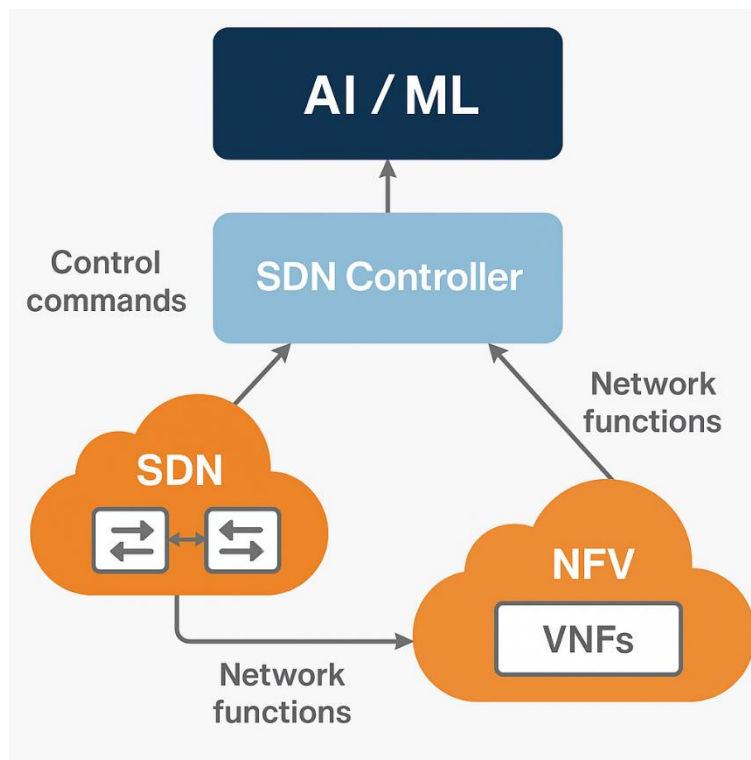 AI / ML
SDN Controller
Control
commands
Network
functions
SDN
NFV
VNFs
Network
functions